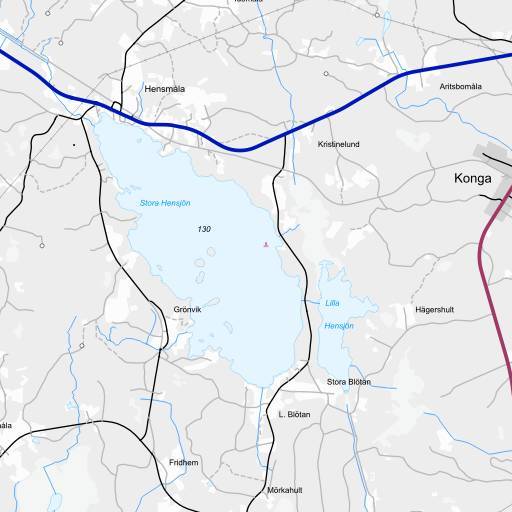 Hensmåla
Aritsbomåla
Kristinelund
Konga
Stora Hensjön
130
Lilla
Hensjön
Grönvik
Hägershult
Stora Blötan
L. Blötan
Fridhem
Mörkahult